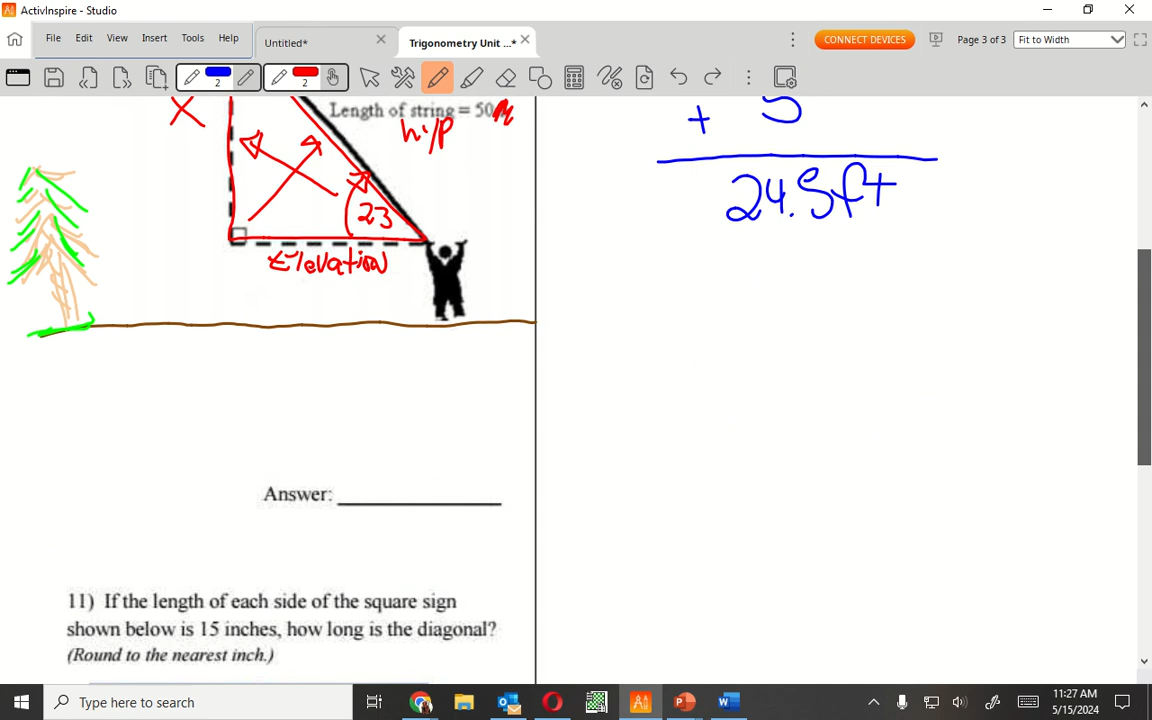 ActivInspire - Studio
File Edit View Insert Tools Help
Untitled*
Trigonometry Unit ...*
CONNECT DEVICES
Page 3 of 3
Fit to Width
2
2
X
Length of string = 50
hyp
23
Elevation
+ 5
24.5ft
Answer:
11) If the length of each side of the square sign
shown below is 15 inches, how long is the diagonal?
(Round to the nearest inch.)
Type here to search
11:27 AM
5/15/2024